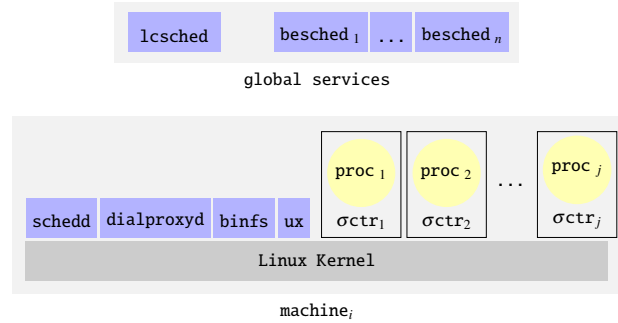 lcsched besched 1 ... besched n
global services
proc 1 proc 2 ... proc j
schedd dialproxyd binfs ux σctr1 σctr2 σctrj
Linux Kernel
machinei